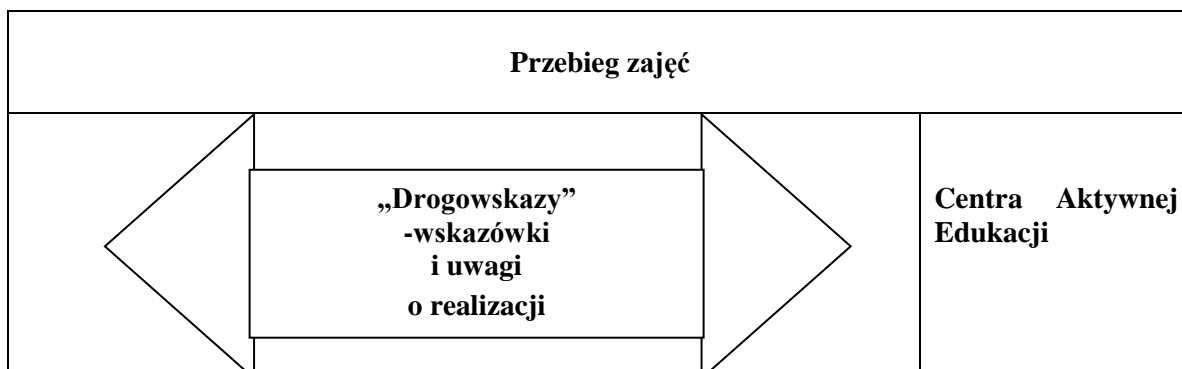 Przebieg zajęć
„Drogowskazy”
-wskazówki
i uwagi
o realizacji
Centra Aktywnej
Edukacji